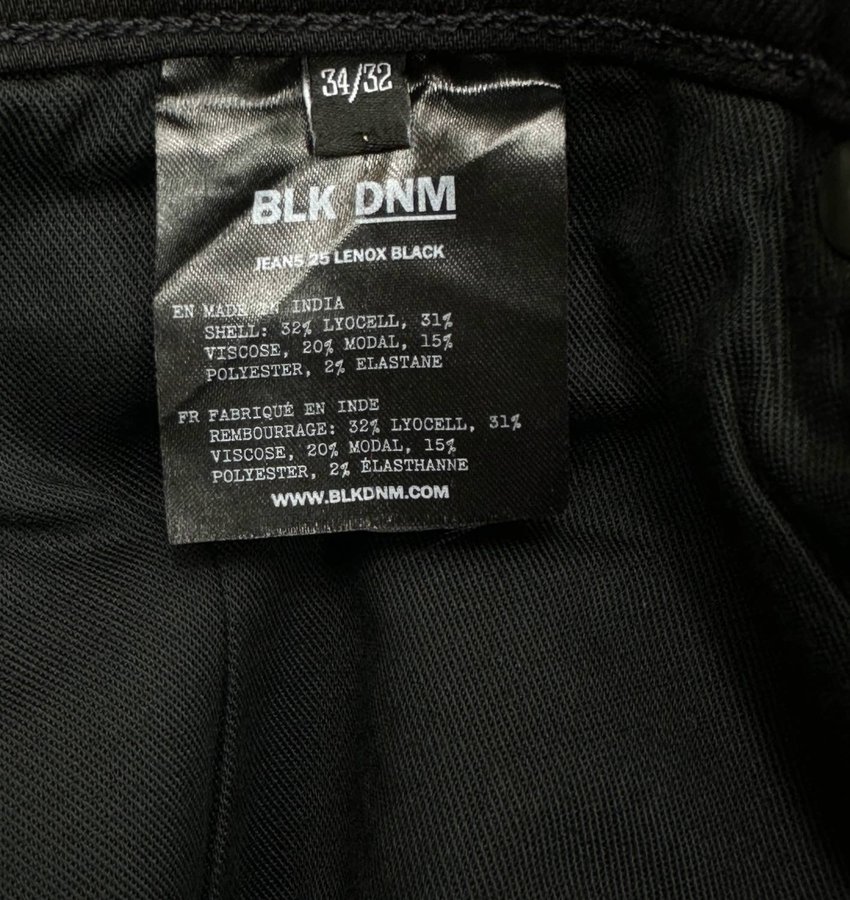 34/32
BLK DNM
JEANS 25 LENOX BLACK
EN MADE IN INDIA
SHELL: 32% LYOCELL, 31%
VISCOSE, 20% MODAL, 15%
POLYESTER, 2% ELASTANE
FR FABRIQUÉ EN INDE
REMBOURRAGE: 32% LYOCELL, 31%
VISCOSE, 20% MODAL, 15%
POLYESTER, 2% ÉLASTHANNE
WWW.BLKDNM.COM